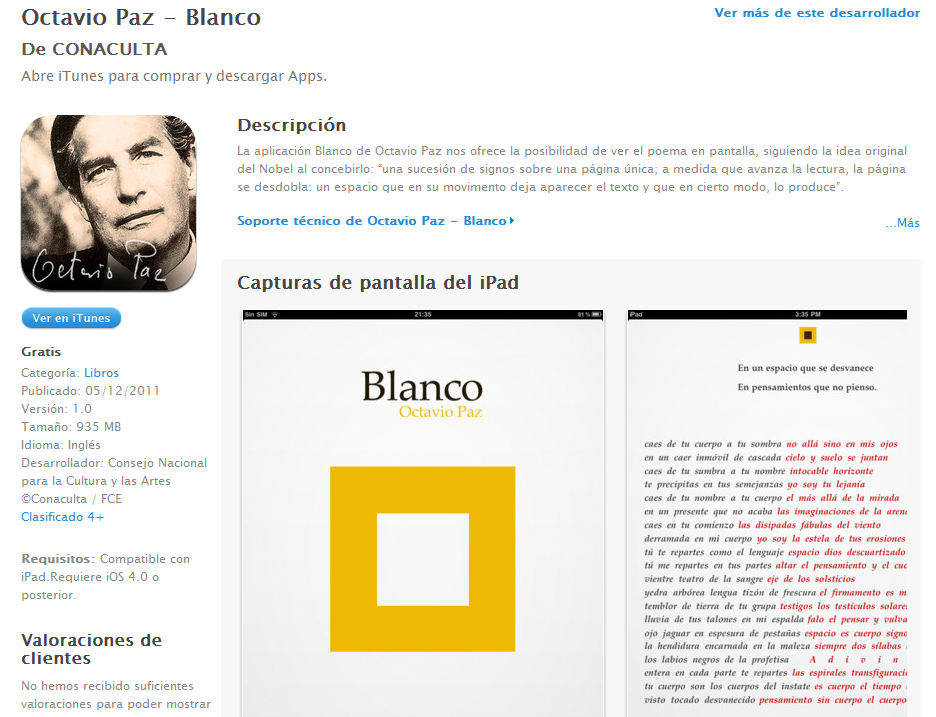 Octavio Paz – Blanco
Ver más de este desarrollador
De CONACULTA
Abre iTunes para comprar y descargar Apps.
Octavio Paz
Ver en iTunes
Gratis
Categoría: Libros
Publicado: 05/12/2011
Versión: 1.0
Tamaño: 935 MB
Idioma: Inglés
Desarrollador: Consejo Nacional
para la Cultura y las Artes
©Conaculta / FCE
Clasificado 4+
Requisitos: Compatible con
iPad.Requiere iOS 4.0 o
posterior.
Valoraciones de
clientes
No hemos recibido suficientes
valoraciones para poder mostrar
Descripción
La aplicación Blanco de Octavio Paz nos ofrece la posibilidad de ver el poema en pantalla, siguiendo la idea original
del Nobel al concebirlo: “una sucesión de signos sobre una página única; a medida que avanza la lectura, la página
se desdobla: un espacio que en su movimiento deja aparecer el texto y que en cierto modo, lo produce”.
Soporte técnico de Octavio Paz – Blanco
...Más
Capturas de pantalla del iPad
Sin SIM 21:35 81 %
Blanco
Octavio Paz
iPad 3:35 PM
En un espacio que se desvanece
En pensamientos que no pienso.
caes de tu cuerpo a tu sombra no allá sino en mis ojos
en un caer inmóvil de cascada cielo y suelo se juntan
caes de tu sumbra a tu nombre intocable horizonte
te precipitas en tus semejanzas yo soy tu lejanía
caes de tu nombre a tu cuerpo el más allá de la mirada
en un presente que no acaba las imaginaciones de la aren
caes en tu comienzo las disipadas fábulas del viento
derramada en mi cuerpo yo soy la estela de tus erosiones
tú te repartes como el lenguaje espacio dios descuartizado
tú me repartes en tus partes altar el pensamiento y el cuc
vientre teatro de la sangre eje de los solsticios
yedra arbórea lengua tizón de frescura el firmamento es m
temblor de tierra de tu grupa testigos los testículos solares
lluvia de tus talones en mi espalda falo el pensar y vulva
ojo jaguar en espesura de pestañas espacio es cuerpo signo
la hendidura encarnada en la maleza siempre dos sílabas
los labios negros de la profetisa A d i v i n
entera en cada parte te repartes las espirales transfiguraci
tu cuerpo son los cuerpos del instate es cuerpo el tiempo
visto tocado desvanecido pensamiento sin cuerpo el cuerpo